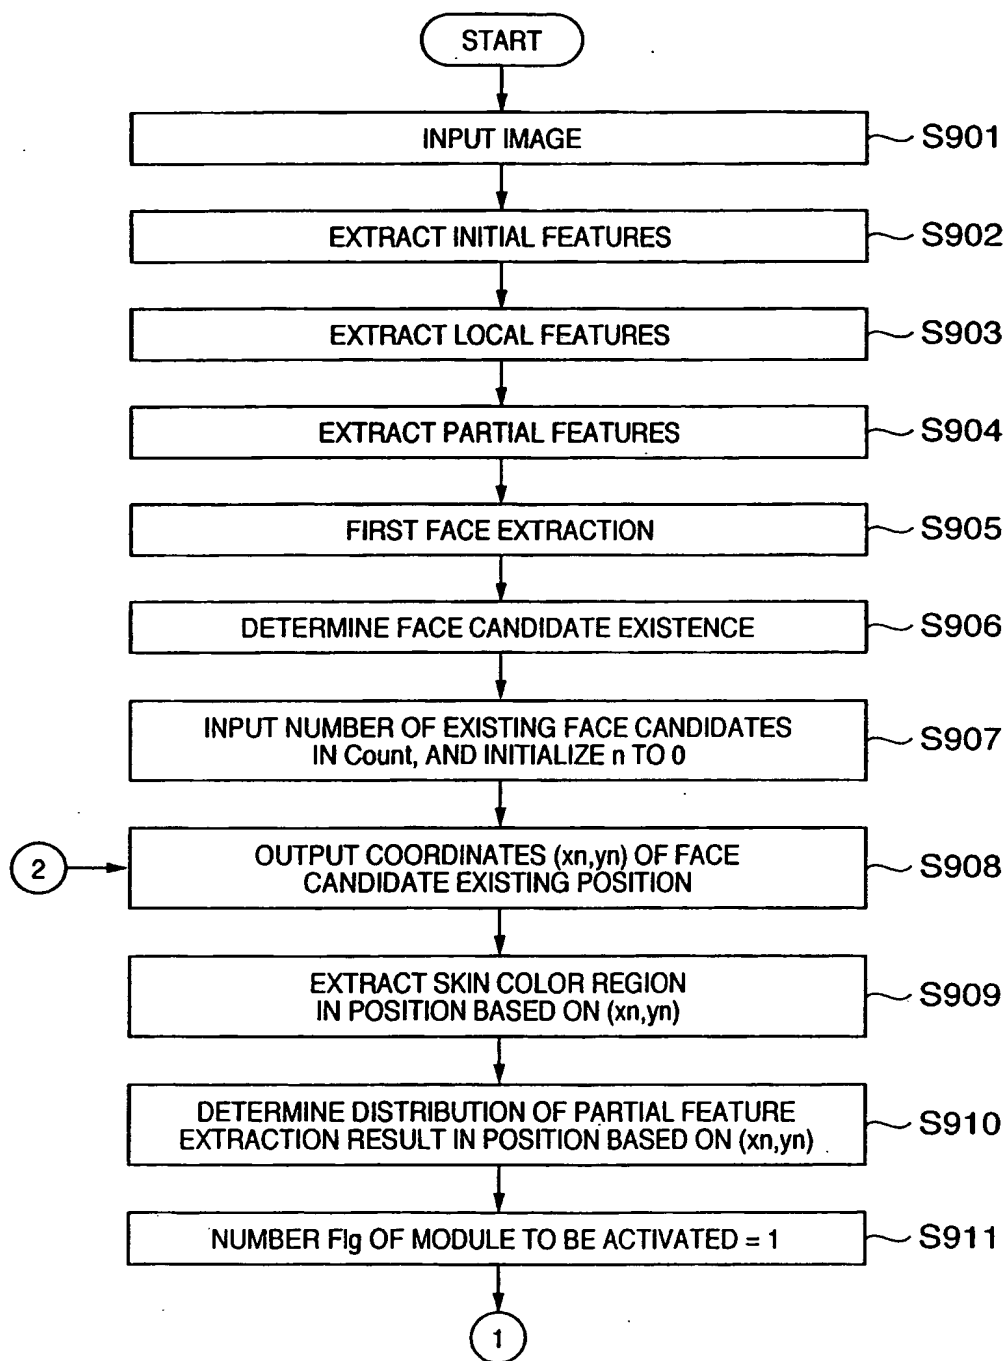 START
INPUT IMAGE
S901
EXTRACT INITIAL FEATURES
S902
EXTRACT LOCAL FEATURES
S903
EXTRACT PARTIAL FEATURES
S904
FIRST FACE EXTRACTION
S905
DETERMINE FACE CANDIDATE EXISTENCE
S906
INPUT NUMBER OF EXISTING FACE CANDIDATES
IN Count, AND INITIALIZE n TO 0
S907
2
OUTPUT COORDINATES (xn,yn) OF FACE
CANDIDATE EXISTING POSITION
S908
EXTRACT SKIN COLOR REGION
IN POSITION BASED ON (xn,yn)
S909
DETERMINE DISTRIBUTION OF PARTIAL FEATURE
EXTRACTION RESULT IN POSITION BASED ON (xn,yn)
S910
NUMBER Flg OF MODULE TO BE ACTIVATED = 1
S911
1